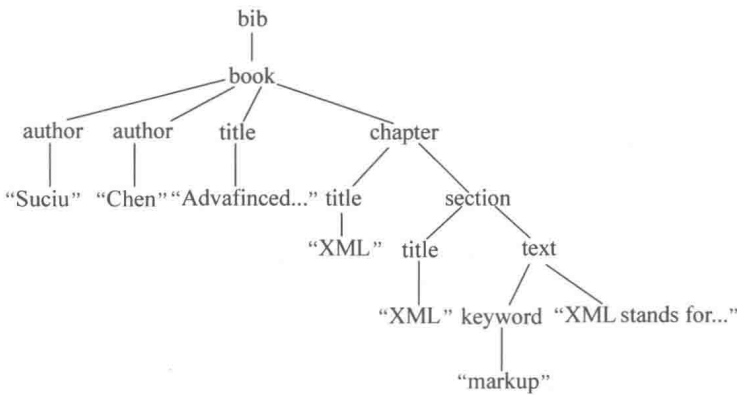 bib
book
author author title chapter
“Suciu” “Chen” “Advafinced...” title section
“XML” title text
“XML” keyword “XML stands for...”
“markup”